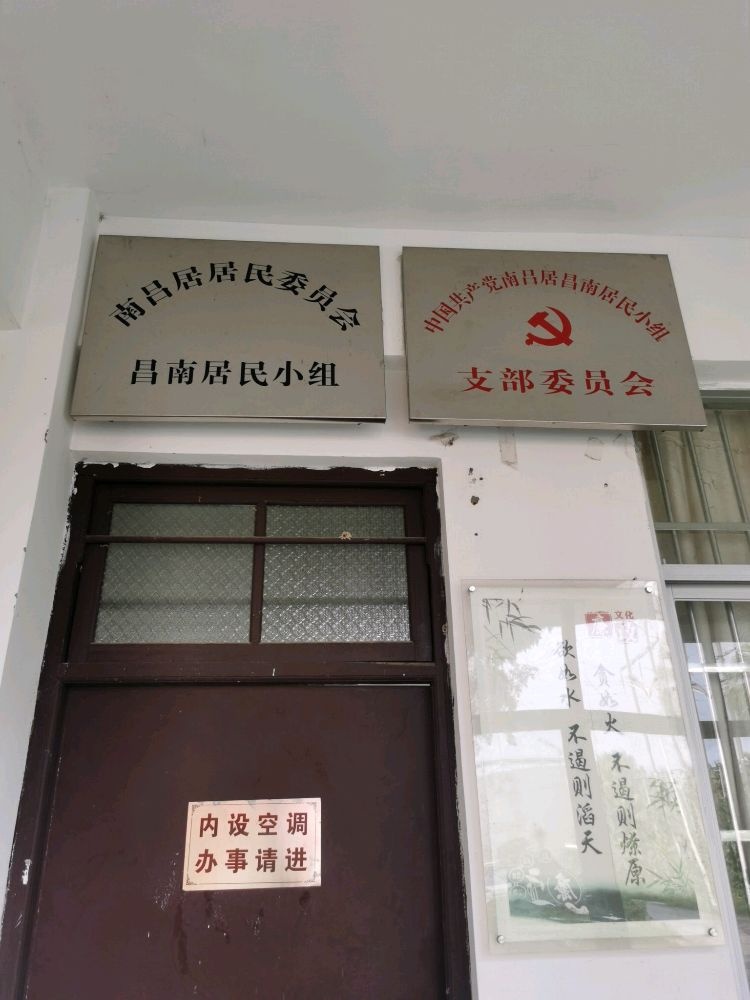 南吕居居民委员会
昌南居民小组
中国共产党南吕居昌南居民小组
支部委员会
内设空调
办事请进
文化
贪如火 不遏则燎原
欲如水 不遏则滔天